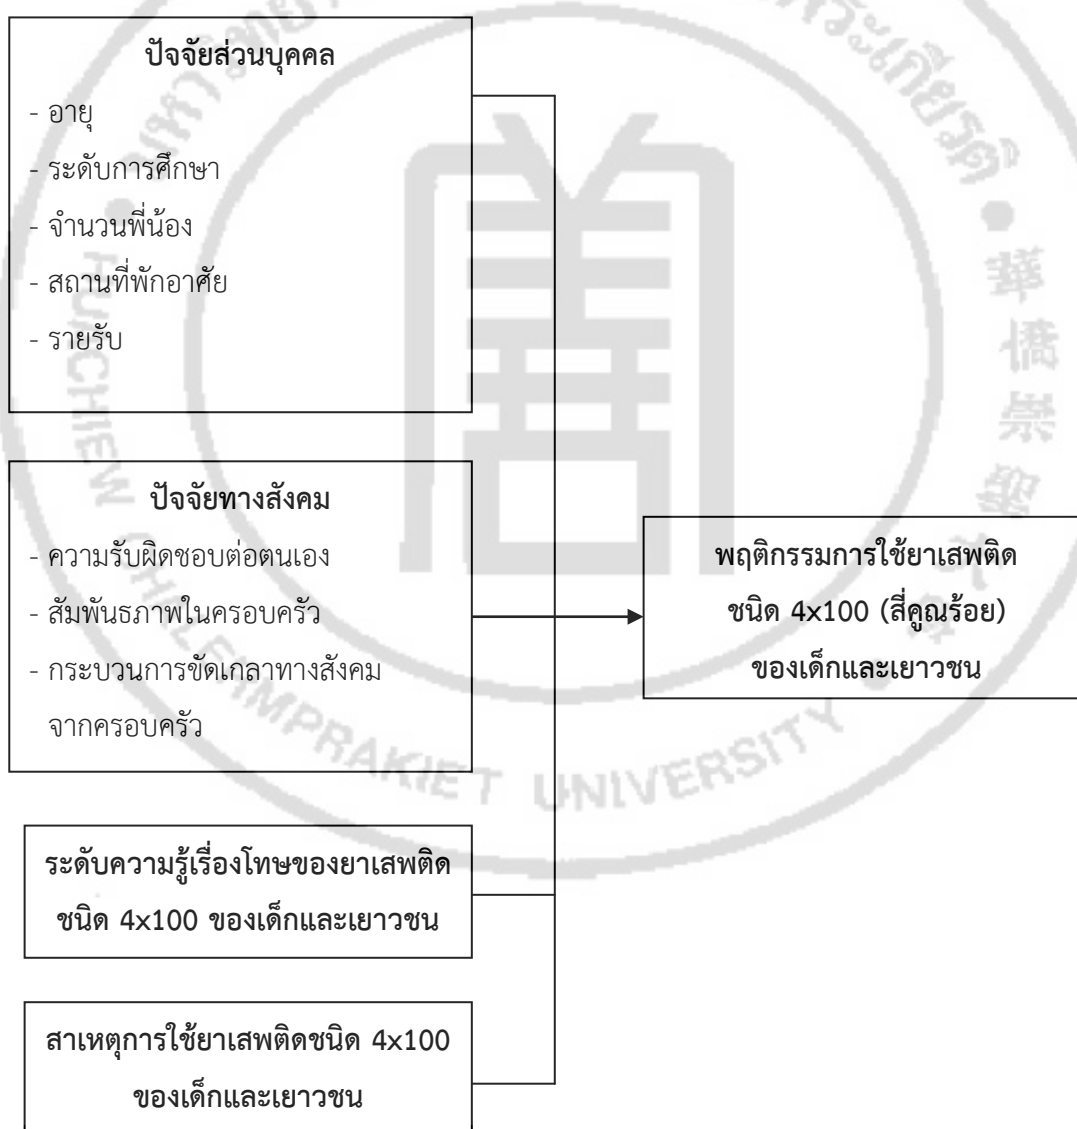 ปัจจัยส่วนบุคคล
- อายุ
- ระดับการศึกษา
- จำนวนพี่น้อง
- สถานที่พักอาศัย
- รายรับ
ปัจจัยทางสังคม
- ความรับผิดชอบต่อตนเอง
- สัมพันธภาพในครอบครัว
- กระบวนการขัดเกลาทางสังคม
จากครอบครัว
ระดับความรู้เรื่องโทษของยาเสพติด
ชนิด 4x100 ของเด็กและเยาวชน
สาเหตุการใช้ยาเสพติดชนิด 4x100
ของเด็กและเยาวชน
พฤติกรรมการใช้ยาเสพติด
ชนิด 4x100 (สี่คูณร้อย)
ของเด็กและเยาวชน
HUACHIEW CHALERMPRAKIET UNIVERSITY
華僑崇聖大學